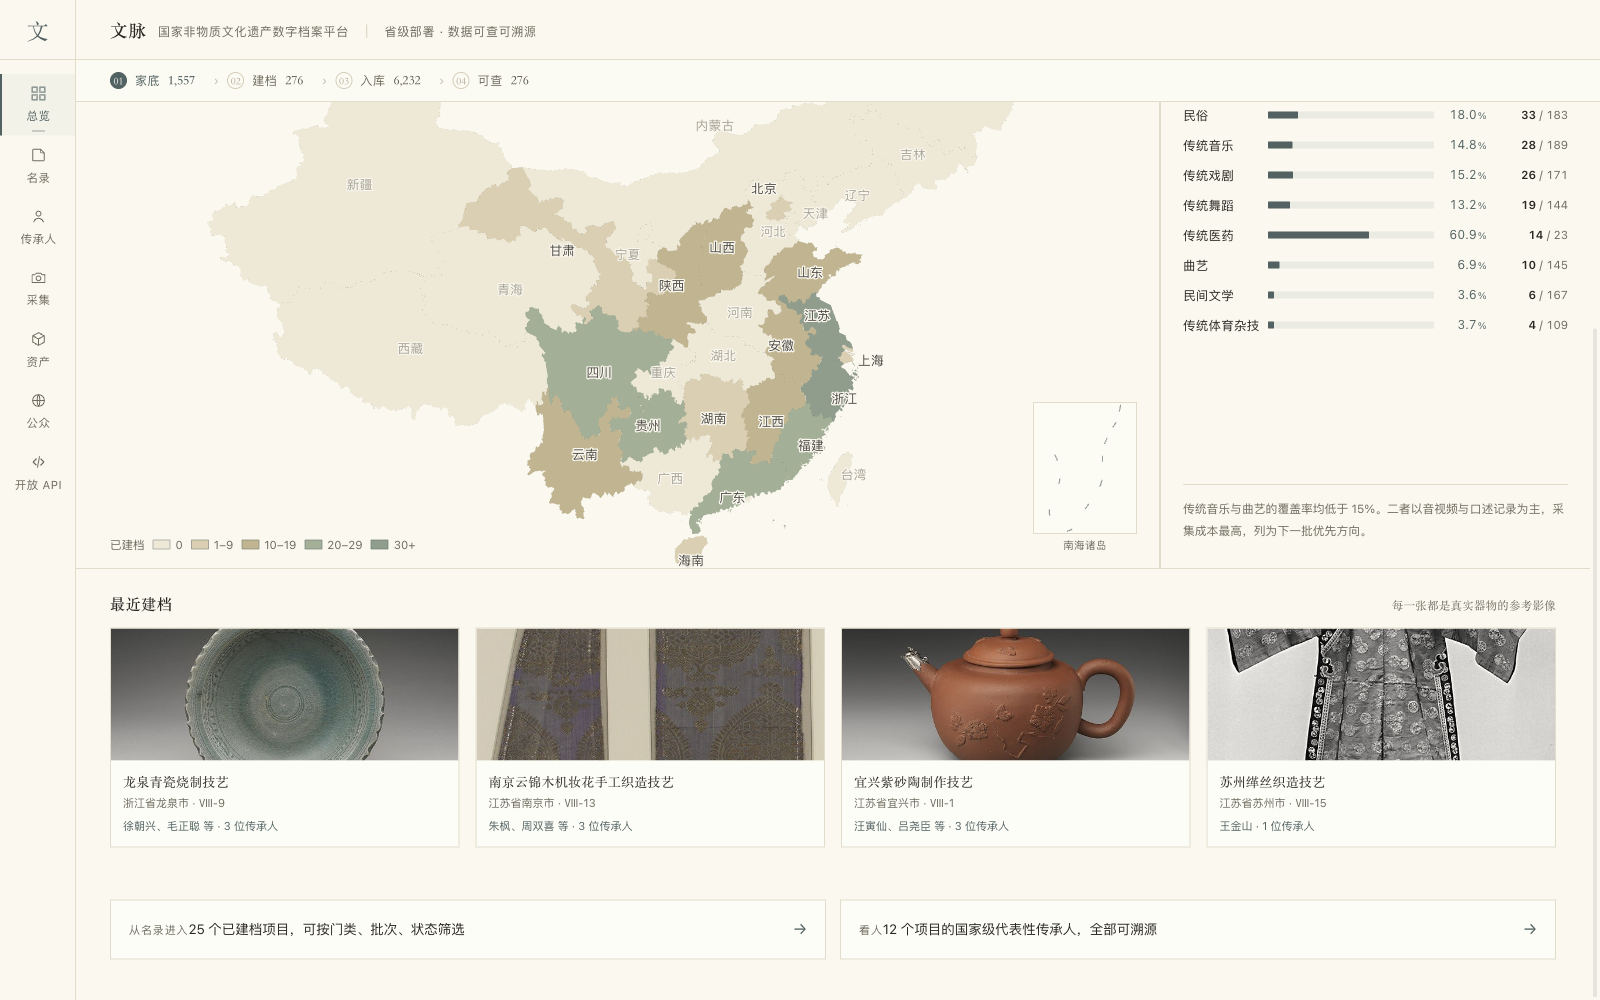 文
文脉 国家非物质文化遗产数字档案平台 省级部署 · 数据可查可溯源
01 家底 1,557 › 02 建档 276 › 03 入库 6,232 › 04 可查 276
总览
名录
传承人
采集
资产
公众
开放 API
内蒙古
吉林
新疆
北京
辽宁
天津
河北
山西
甘肃
宁夏
山东
陕西
青海
河南
江苏
安徽
西藏
湖北
上海
四川
重庆
浙江
湖南
江西
贵州
福建
云南
广西
台湾
广东
海南
南海诸岛
已建档 0 1–9 10–19 20–29 30+
民俗 18.0% 33 / 183
传统音乐 14.8% 28 / 189
传统戏剧 15.2% 26 / 171
传统舞蹈 13.2% 19 / 144
传统医药 60.9% 14 / 23
曲艺 6.9% 10 / 145
民间文学 3.6% 6 / 167
传统体育杂技 3.7% 4 / 109
传统音乐与曲艺的覆盖率均低于 15%。二者以音视频与口述记录为主，采
集成本最高，列为下一批优先方向。
最近建档
每一张都是真实器物的参考影像
龙泉青瓷烧制技艺
浙江省龙泉市 · VIII-9
徐朝兴、毛正聪 等 · 3 位传承人
南京云锦木机妆花手工织造技艺
江苏省南京市 · VIII-13
朱枫、周双喜 等 · 3 位传承人
宜兴紫砂陶制作技艺
江苏省宜兴市 · VIII-1
汪寅仙、吕尧臣 等 · 3 位传承人
苏州缂丝织造技艺
江苏省苏州市 · VIII-15
王金山 · 1 位传承人
从名录进入25 个已建档项目，可按门类、批次、状态筛选 →
看人12 个项目的国家级代表性传承人，全部可溯源 →